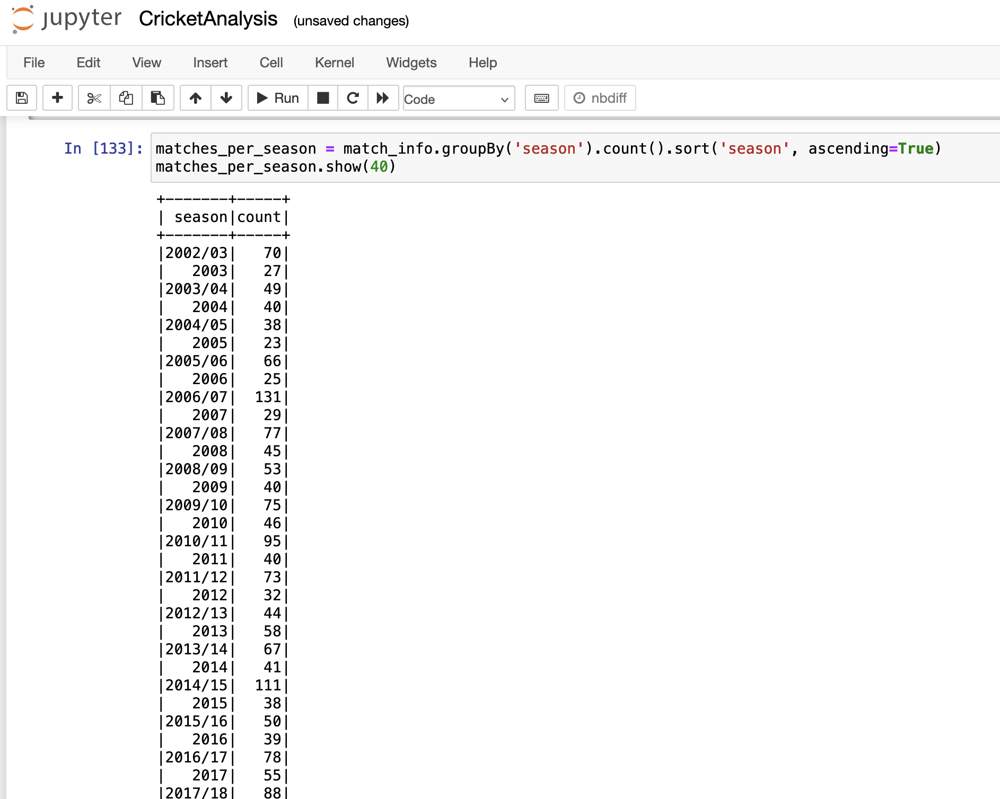 jupyter CricketAnalysis (unsaved changes)
File Edit View Insert Cell Kernel Widgets Help
Run Code nbdiff
In [133]: matches_per_season = match_info.groupBy('season').count().sort('season', ascending=True)
matches_per_season.show(40)
+-------+-----+
| season|count|
+-------+-----+
|2002/03|   70|
|   2003|   27|
|2003/04|   49|
|   2004|   40|
|2004/05|   38|
|   2005|   23|
|2005/06|   66|
|   2006|   25|
|2006/07|  131|
|   2007|   29|
|2007/08|   77|
|   2008|   45|
|2008/09|   53|
|   2009|   40|
|2009/10|   75|
|   2010|   46|
|2010/11|   95|
|   2011|   40|
|2011/12|   73|
|   2012|   32|
|2012/13|   44|
|   2013|   58|
|2013/14|   67|
|   2014|   41|
|2014/15|  111|
|   2015|   38|
|2015/16|   50|
|   2016|   39|
|2016/17|   78|
|   2017|   55|
|2017/18|   88|